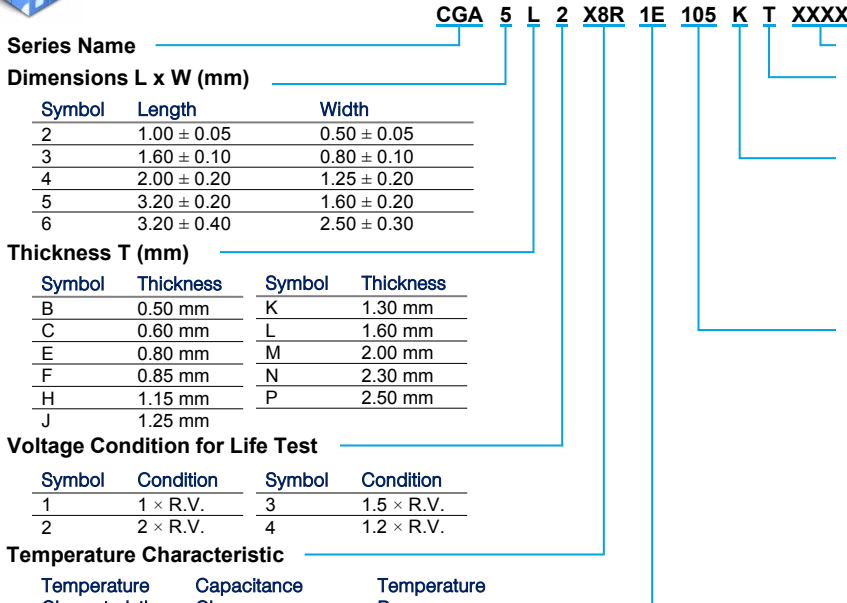 CGA 5 L 2 X8R 1E 105 K T XXXX
Series Name
Dimensions L x W (mm)
Symbol Length Width
2 1.00 ± 0.05 0.50 ± 0.05
3 1.60 ± 0.10 0.80 ± 0.10
4 2.00 ± 0.20 1.25 ± 0.20
5 3.20 ± 0.20 1.60 ± 0.20
6 3.20 ± 0.40 2.50 ± 0.30
Thickness T (mm)
Symbol Thickness Symbol Thickness
B 0.50 mm K 1.30 mm
C 0.60 mm L 1.60 mm
E 0.80 mm M 2.00 mm
F 0.85 mm N 2.30 mm
H 1.15 mm P 2.50 mm
J 1.25 mm
Voltage Condition for Life Test
Symbol Condition Symbol Condition
1 1 × R.V. 3 1.5 × R.V.
2 2 × R.V. 4 1.2 × R.V.
Temperature Characteristic
Temperature Capacitance Temperature